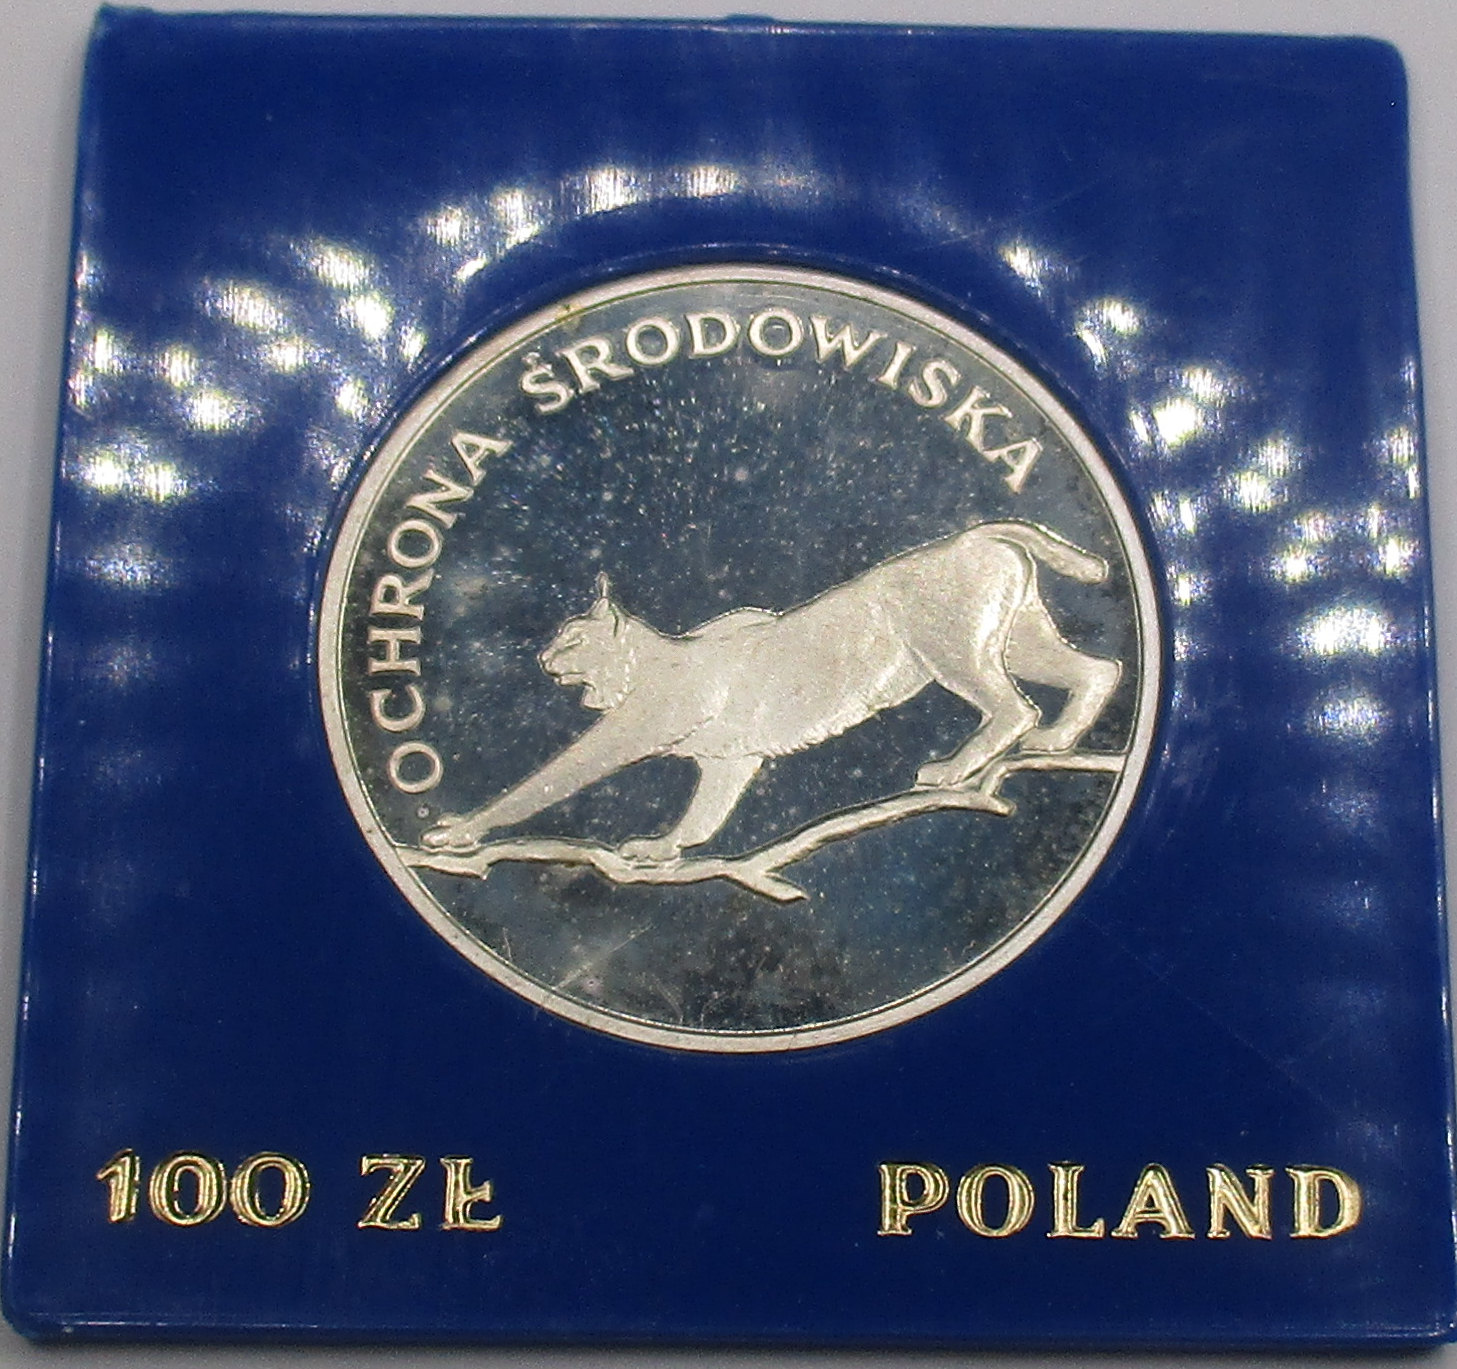 OCHRONA ŚRODOWISKA
100 ZŁ
POLAND